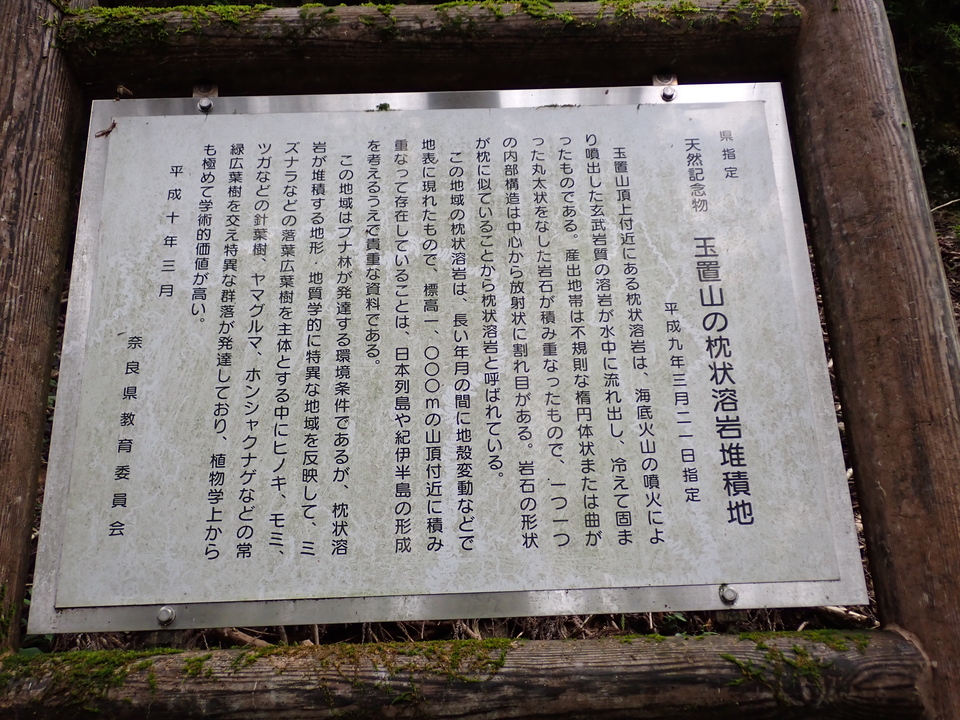 県指定
天然記念物 玉置山の枕状溶岩堆積地
平成九年三月二一日指定
玉置山頂上付近にある枕状溶岩は、海底火山の噴火によ
り噴出した玄武岩質の溶岩が水中に流れ出し、冷えて固ま
ったものである。産出地帯は不規則な楕円体状または曲が
った丸太状をなした岩石が積み重なったもので、一つ一つ
の内部構造は中心から放射状に割れ目がある。岩石の形状
が枕に似ていることから枕状溶岩と呼ばれている。
この地域の枕状溶岩は、長い年月の間に地殻変動などで
地表に現れたもので、標高一、〇〇〇mの山頂付近に積み
重なって存在していることは、日本列島や紀伊半島の形成
を考えるうえで貴重な資料である。
この地域はブナ林が発達する環境条件であるが、枕状溶
岩が堆積する地形・地質学的に特異な地域を反映して、ミ
ズナラなどの落葉広葉樹を主体とする中にヒノキ、モミ、
ツガなどの針葉樹、ヤマグルマ、ホンシャクナゲなどの常
緑広葉樹を交え特異な群落が発達しており、植物学上から
も極めて学術的価値が高い。
平成十年三月
奈良県教育委員会